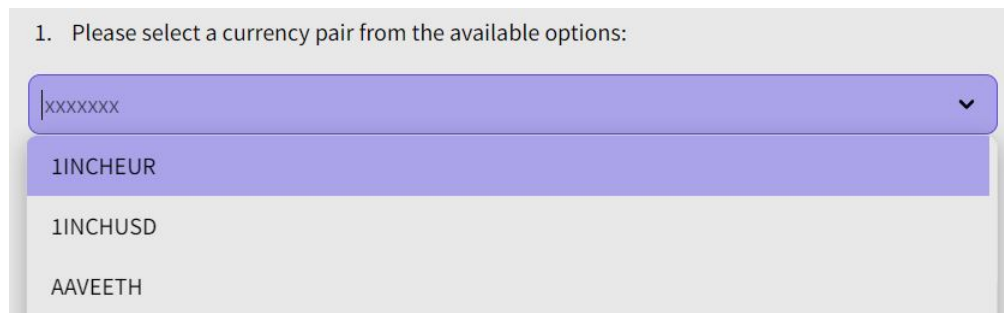 1. Please select a currency pair from the available options:
xxxxxxx
1INCHEUR
1INCHUSD
AAVEETH